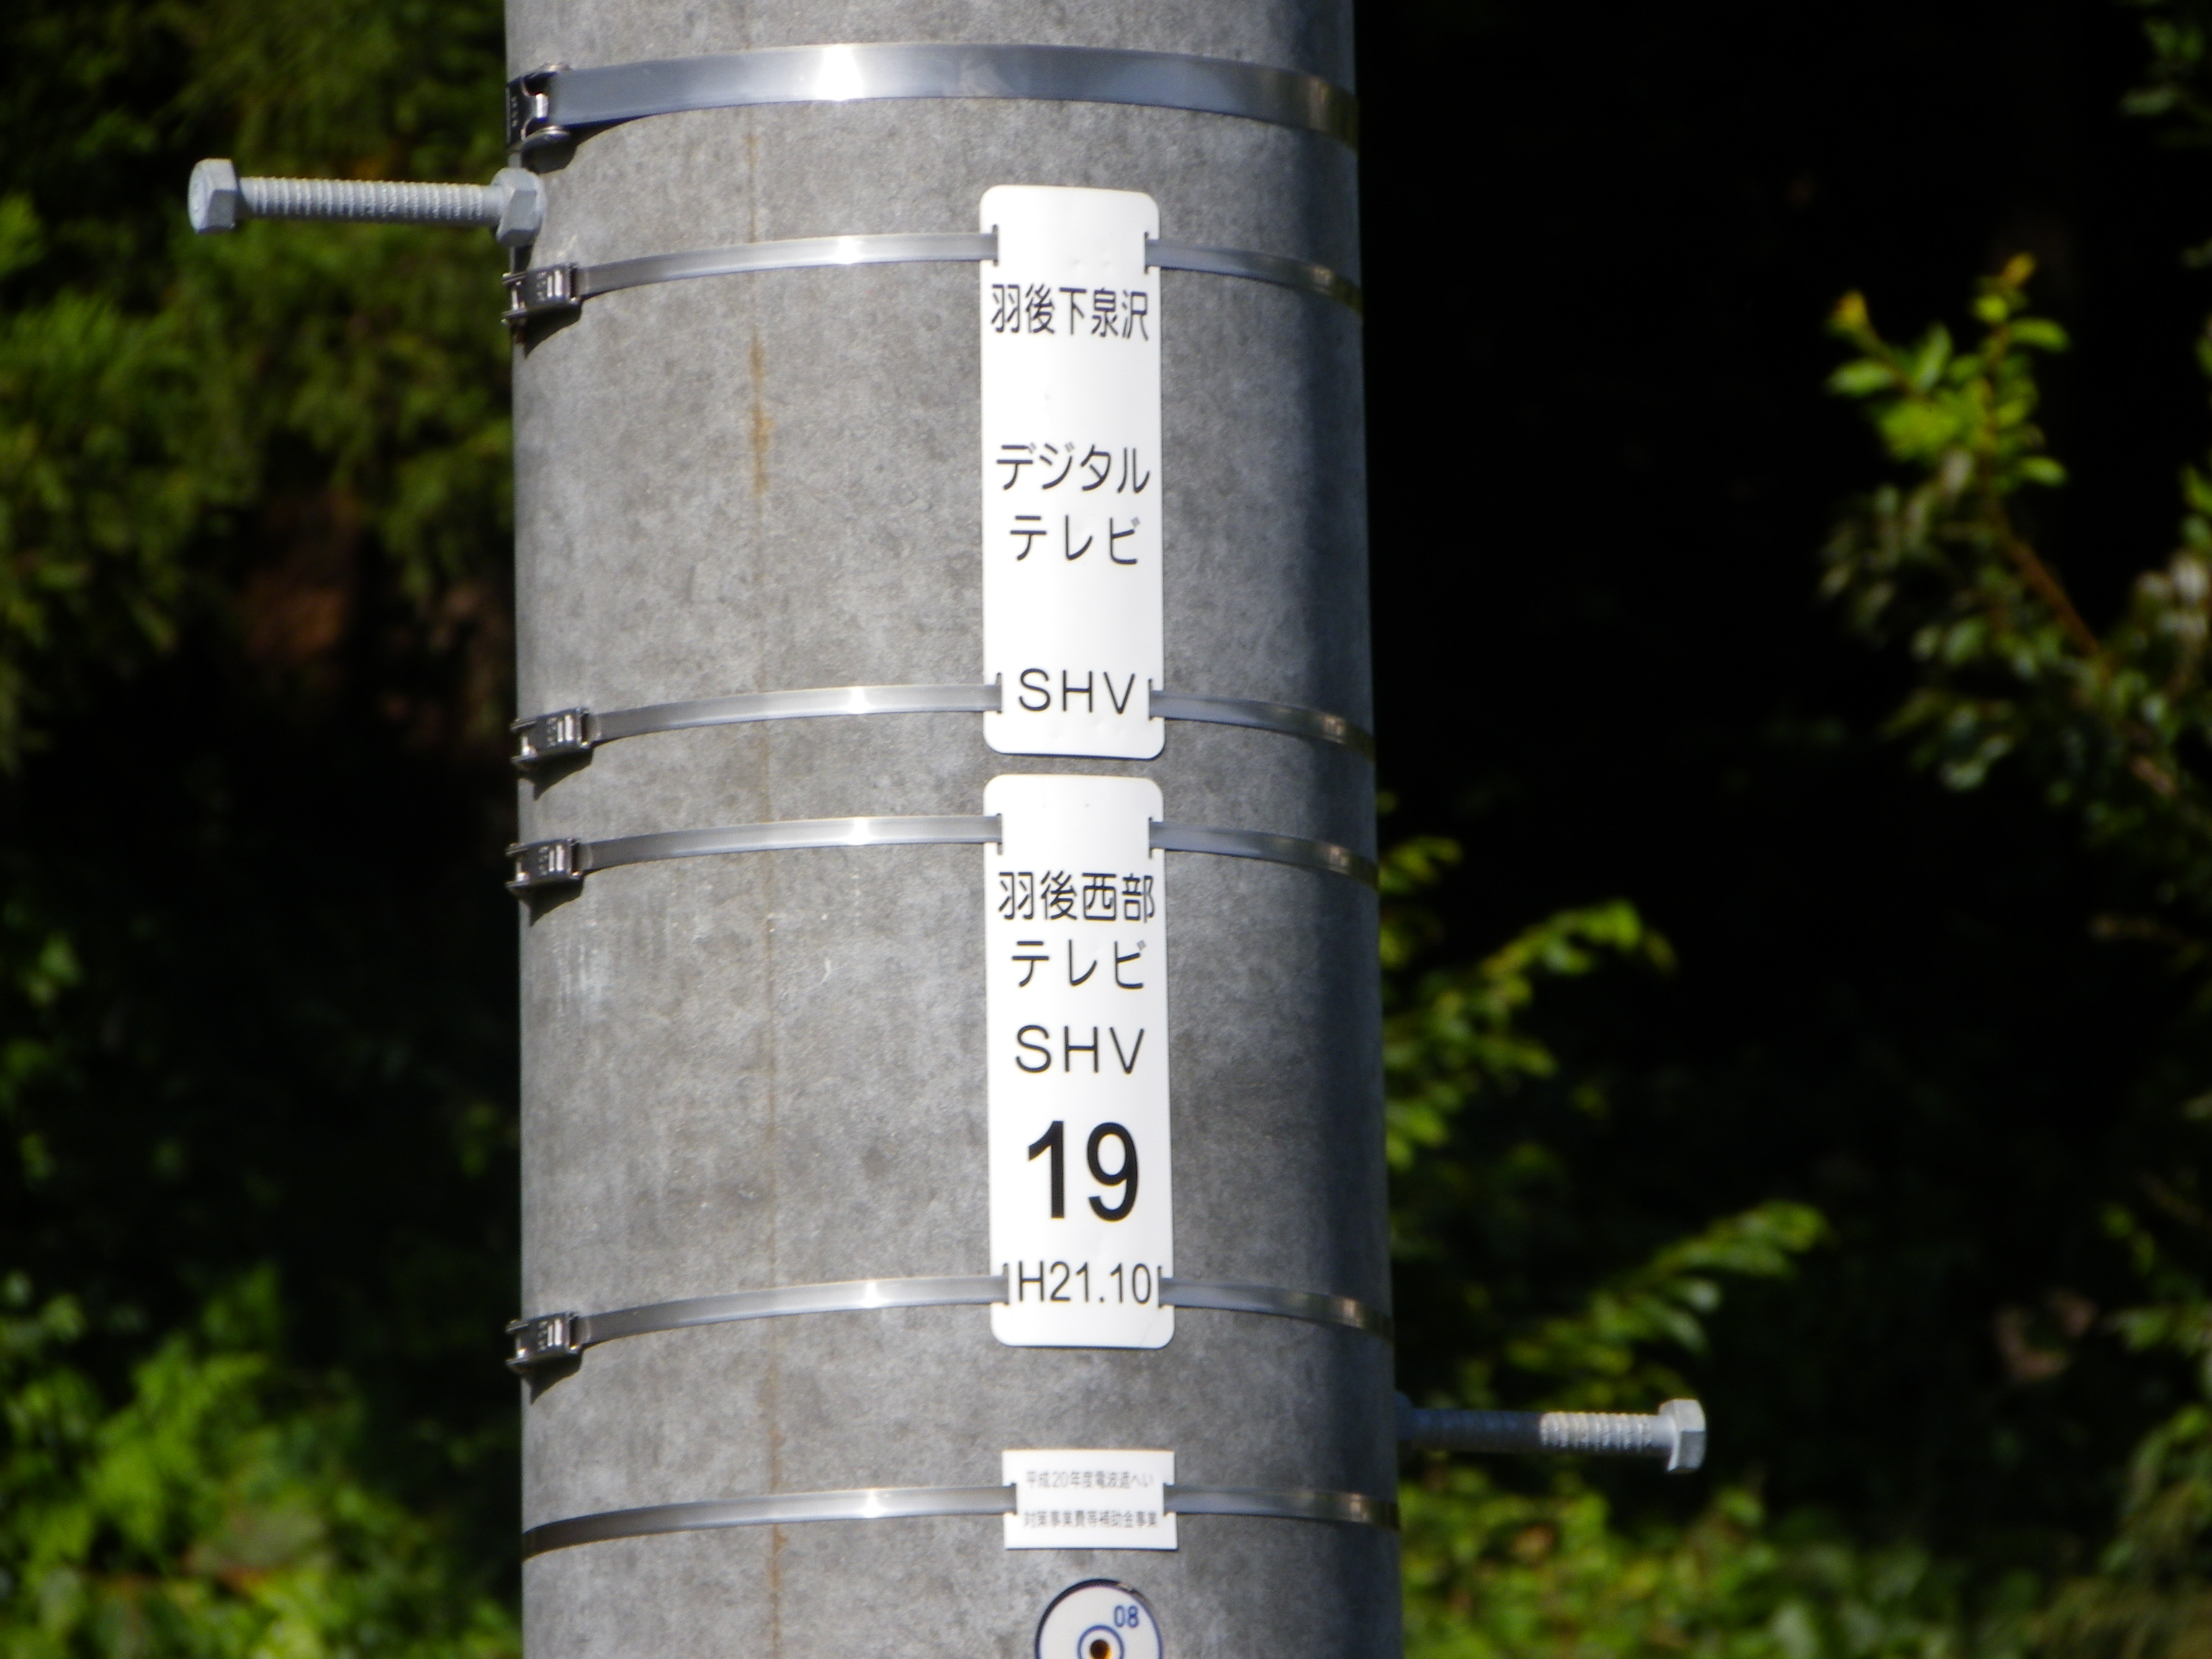 羽後下泉沢
デジタル
テレビ
SHV
羽後西部
テレビ
SHV
19
H21.10
平成20年度電波遮へい
対策事業費等補助金事業
08